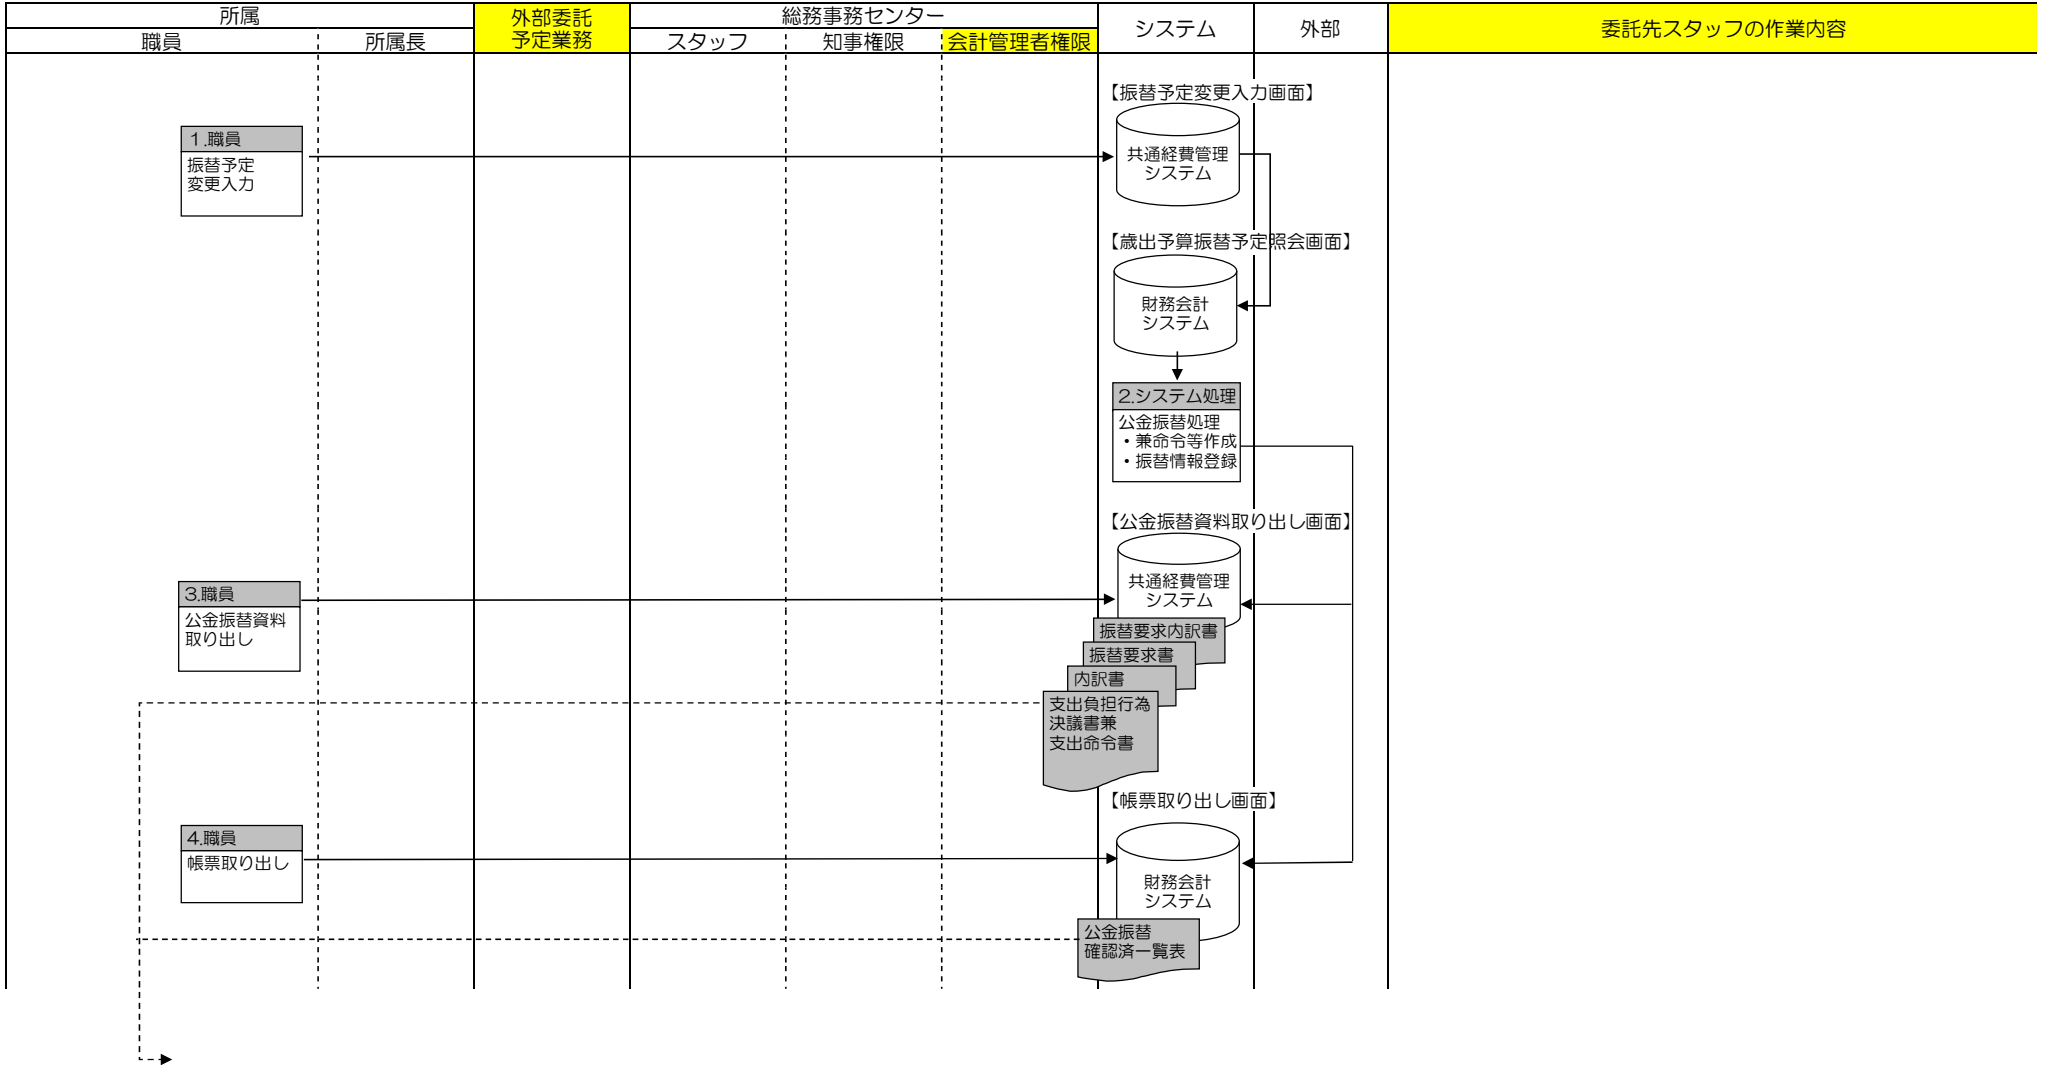 所属
外部委託
予定業務
総務事務センター
システム
外部
委託先スタッフの作業内容
職員
所属長
スタッフ
知事権限
会計管理者権限
【振替予定変更入力画面】
1.職員
振替予定
変更入力
共通経費管理
システム
【歳出予算振替予定照会画面】
財務会計
システム
2.システム処理
公金振替処理
・兼命令等作成
・振替情報登録
【公金振替資料取り出し画面】
3.職員
公金振替資料
取り出し
共通経費管理
システム
振替要求内訳書
振替要求書
内訳書
支出負担行為
決議書兼
支出命令書
【帳票取り出し画面】
4.職員
帳票取り出し
財務会計
システム
公金振替
確認済一覧表